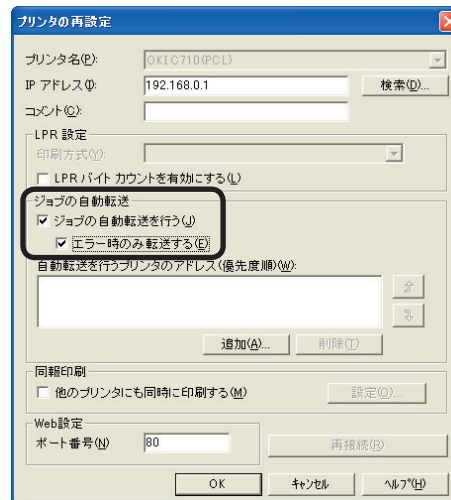 プリンタの再設定
プリンタ名(P): OKI C710(PCL)
IP アドレス(I): 192.168.0.1 検索(D)...
コメント(C):
LPR 設定
印刷方式(Y):
LPR バイト カウントを有効にする(L)
ジョブの自動転送
ジョブの自動転送を行う(J)
エラー時のみ転送する(E)
自動転送を行うプリンタのアドレス(優先度順)(W):
追加(A)... 削除(T)
同報印刷
他のプリンタにも同時に印刷する(M) 設定(O)...
Web設定
ポート番号(N) 80 再接続(R)
OK キャンセル ヘルプ(H)